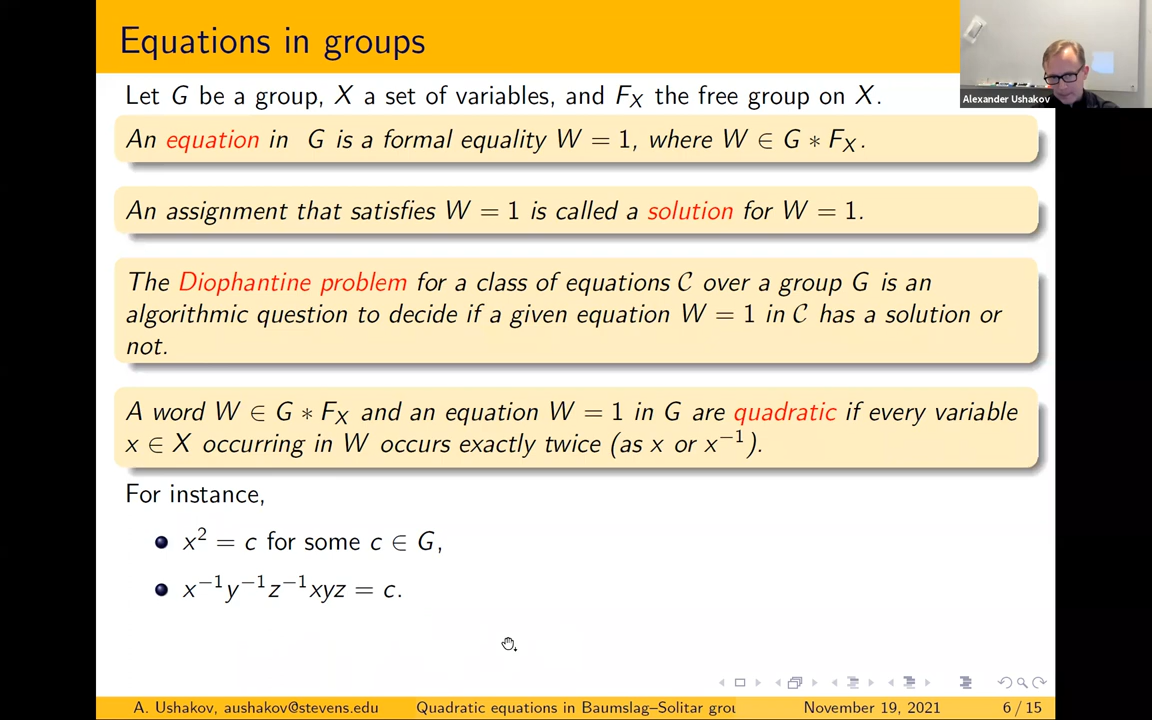 Equations in groups
Alexander Ushakov
Let G be a group, X a set of variables, and F_X the free group on X.
An equation in G is a formal equality W = 1, where W ∈ G ∗ F_X.
An assignment that satisfies W = 1 is called a solution for W = 1.
The Diophantine problem for a class of equations 𝒞 over a group G is an
algorithmic question to decide if a given equation W = 1 in 𝒞 has a solution or
not.
A word W ∈ G ∗ F_X and an equation W = 1 in G are quadratic if every variable
x ∈ X occurring in W occurs exactly twice (as x or x⁻¹).
For instance,
x² = c for some c ∈ G,
x⁻¹y⁻¹z⁻¹xyz = c.
A. Ushakov, aushakov@stevens.edu Quadratic equations in Baumslag–Solitar grou November 19, 2021 6 / 15